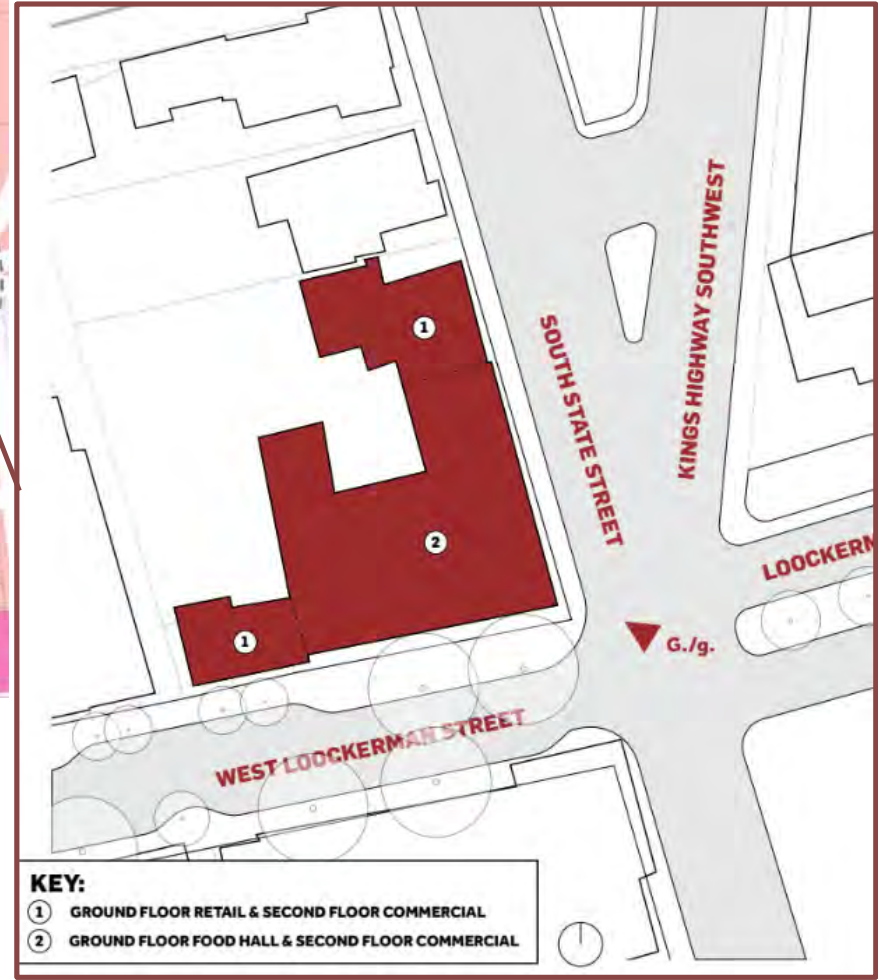 1
SOUTH STATE STREET
KINGS HIGHWAY SOUTHWEST
2
LOOCKERN
1
G./g.
WEST LOOCKERMAN STREET
KEY:
1 GROUND FLOOR RETAIL & SECOND FLOOR COMMERCIAL
2 GROUND FLOOR FOOD HALL & SECOND FLOOR COMMERCIAL